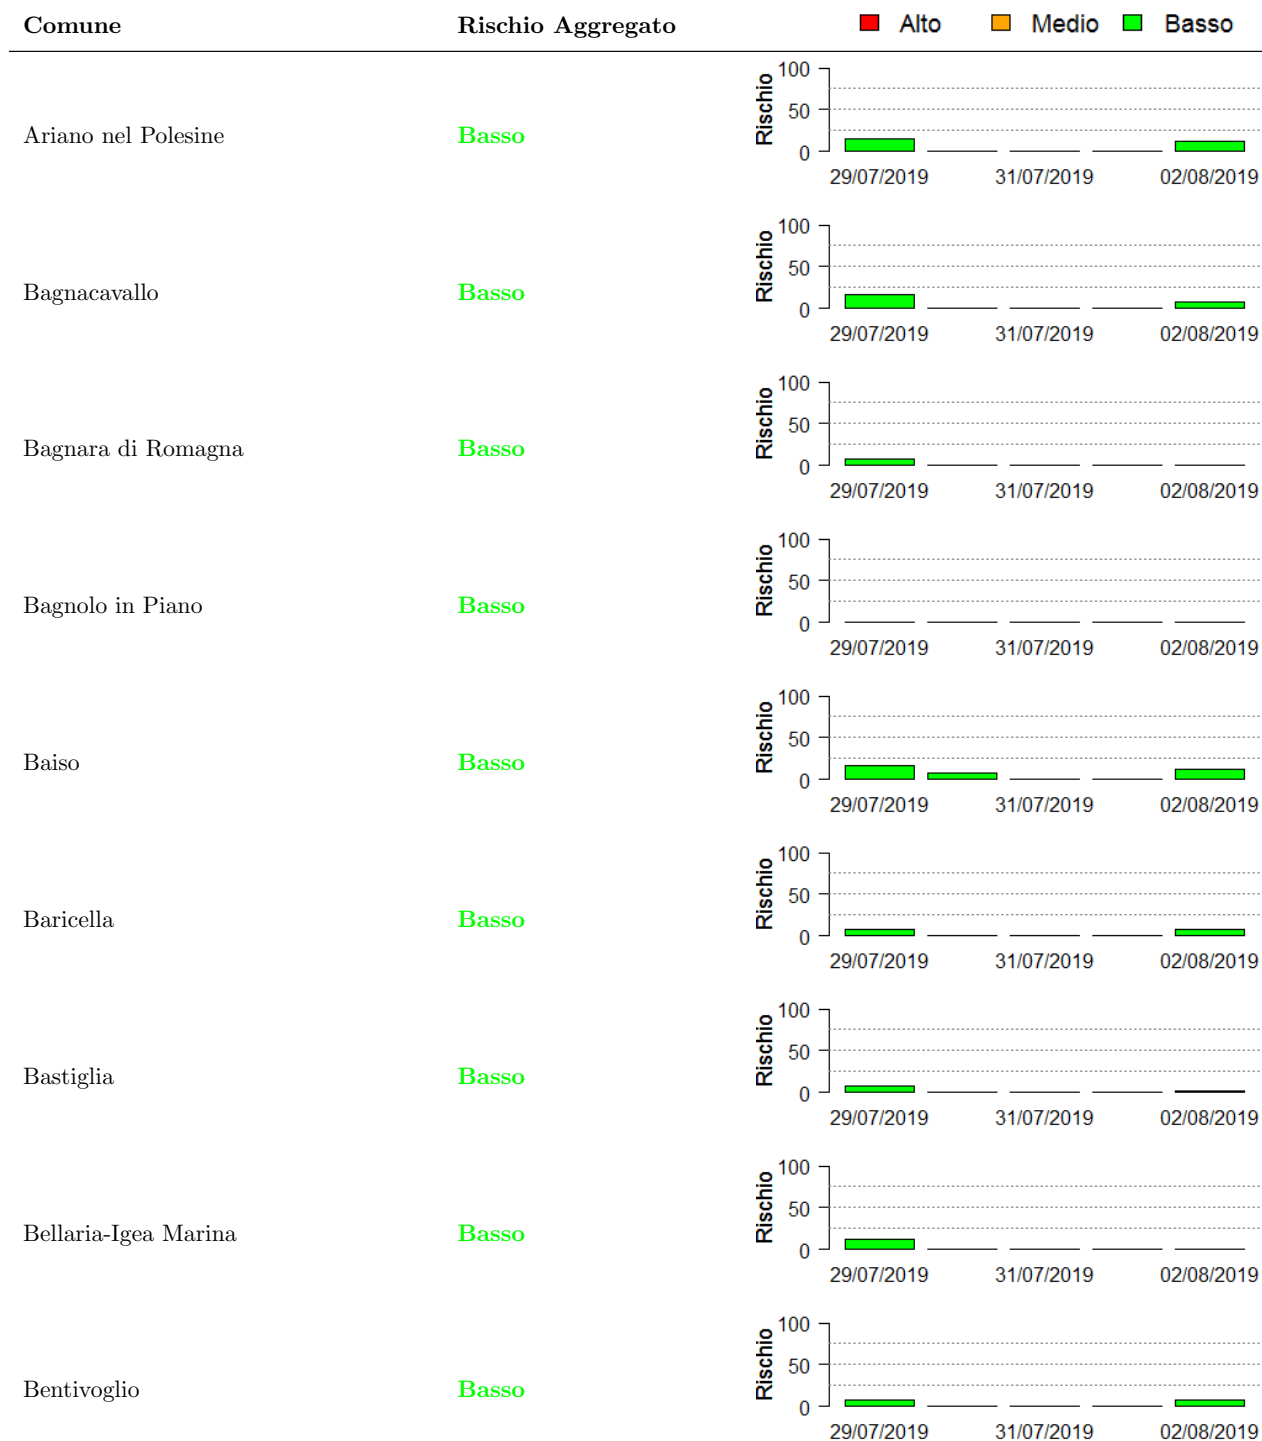 Comune Rischio Aggregato Alto Medio Basso
100
50
0
Rischio
Ariano nel Polesine Basso
29/07/2019 31/07/2019 02/08/2019
100
50
0
Rischio
Bagnacavallo Basso
29/07/2019 31/07/2019 02/08/2019
100
50
0
Rischio
Bagnara di Romagna Basso
29/07/2019 31/07/2019 02/08/2019
100
50
0
Rischio
Bagnolo in Piano Basso
29/07/2019 31/07/2019 02/08/2019
100
50
0
Rischio
Baiso Basso
29/07/2019 31/07/2019 02/08/2019
100
50
0
Rischio
Baricella Basso
29/07/2019 31/07/2019 02/08/2019
100
50
0
Rischio
Bastiglia Basso
29/07/2019 31/07/2019 02/08/2019
100
50
0
Rischio
Bellaria-Igea Marina Basso
29/07/2019 31/07/2019 02/08/2019
100
50
0
Rischio
Bentivoglio Basso
29/07/2019 31/07/2019 02/08/2019